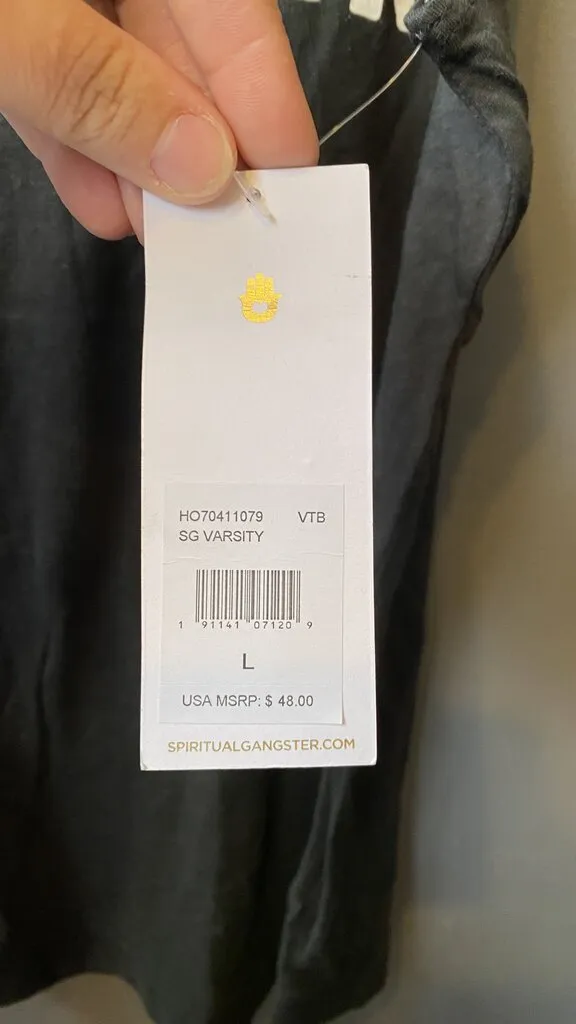 HO70411079 VTB
SG VARSITY
1 91141 07120 9
L
USA MSRP: $ 48.00
SPIRITUALGANGSTER.COM